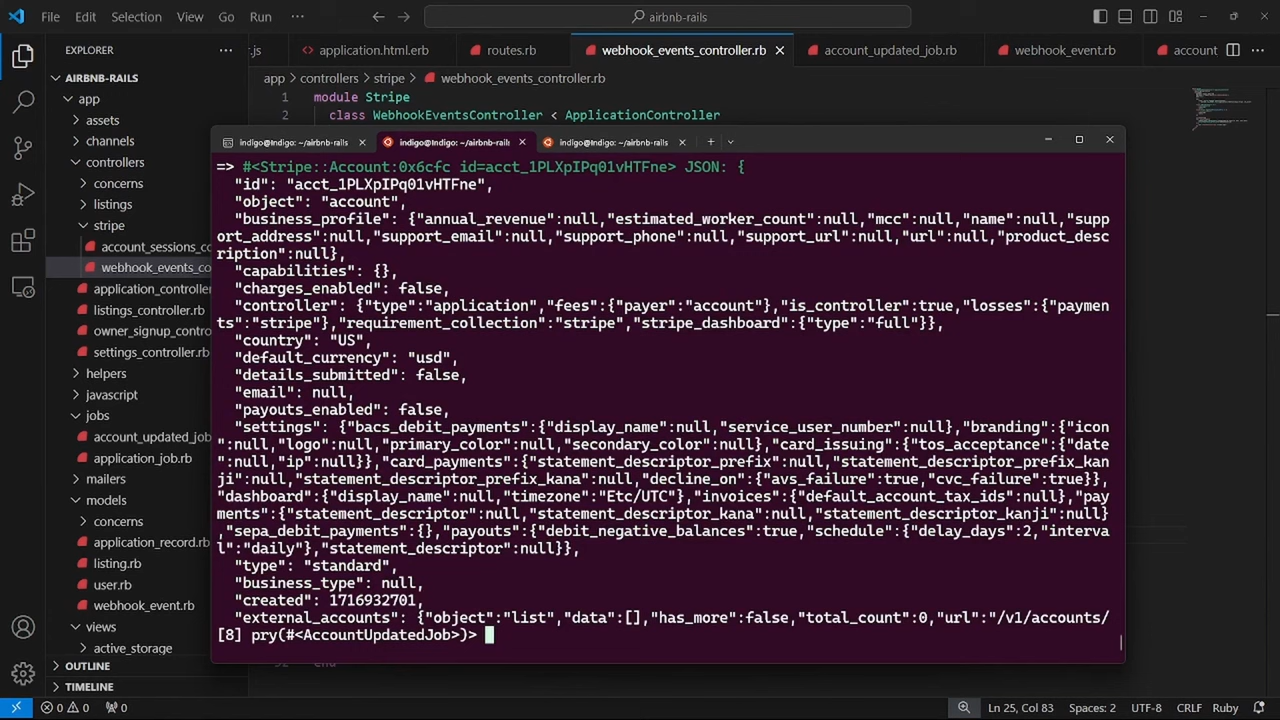 File Edit Selection View Go Run ··· airbnb-rails
EXPLORER ···
.js application.html.erb routes.rb webhook_events_controller.rb account_updated_job.rb webhook_event.rb account ···
AIRBNB-RAILS
app > controllers > stripe > webhook_events_controller.rb
app
assets
channels
controllers
concerns
listings
stripe
account_sessions_co
webhook_events_co
application_controller
listings_controller.rb
owner_signup_contro
settings_controller.rb
helpers
javascript
jobs
account_updated_job
application_job.rb
mailers
models
concerns
application_record.rb
listing.rb
user.rb
webhook_event.rb
views
active_storage
OUTLINE
TIMELINE
1 module Stripe
2 class WebhookEventsController < ApplicationController
indigo@Indigo: ~/airbnb-rails indigo@Indigo: ~/airbnb-rails indigo@Indigo: ~/airbnb-rails
=> #<Stripe::Account:0x6cfc id=acct_1PLXpIPq01vHTFne> JSON: {
"id": "acct_1PLXpIPq01vHTFne",
"object": "account",
"business_profile": {"annual_revenue":null,"estimated_worker_count":null,"mcc":null,"name":null,"supp
ort_address":null,"support_email":null,"support_phone":null,"support_url":null,"url":null,"product_desc
ription":null},
"capabilities": {},
"charges_enabled": false,
"controller": {"type":"application","fees":{"payer":"account"},"is_controller":true,"losses":{"paymen
ts":"stripe"},"requirement_collection":"stripe","stripe_dashboard":{"type":"full"}},
"country": "US",
"default_currency": "usd",
"details_submitted": false,
"email": null,
"payouts_enabled": false,
"settings": {"bacs_debit_payments":{"display_name":null,"service_user_number":null},"branding":{"icon
":null,"logo":null,"primary_color":null,"secondary_color":null},"card_issuing":{"tos_acceptance":{"date
":null,"ip":null}},"card_payments":{"statement_descriptor_prefix":null,"statement_descriptor_prefix_kan
ji":null,"statement_descriptor_prefix_kana":null,"decline_on":{"avs_failure":true,"cvc_failure":true}},
"dashboard":{"display_name":null,"timezone":"Etc/UTC"},"invoices":{"default_account_tax_ids":null},"pay
ments":{"statement_descriptor":null,"statement_descriptor_kana":null,"statement_descriptor_kanji":null}
,"sepa_debit_payments":{},"payouts":{"debit_negative_balances":true,"schedule":{"delay_days":2,"interva
l":"daily"},"statement_descriptor":null}},
"type": "standard",
"business_type": null,
"created": 1716932701,
"external_accounts": {"object":"list","data":[],"has_more":false,"total_count":0,"url":"/v1/accounts/
[8] pry(#<AccountUpdatedJob>)>
end
0 0 0 Ln 25, Col 83 Spaces: 2 UTF-8 CRLF Ruby